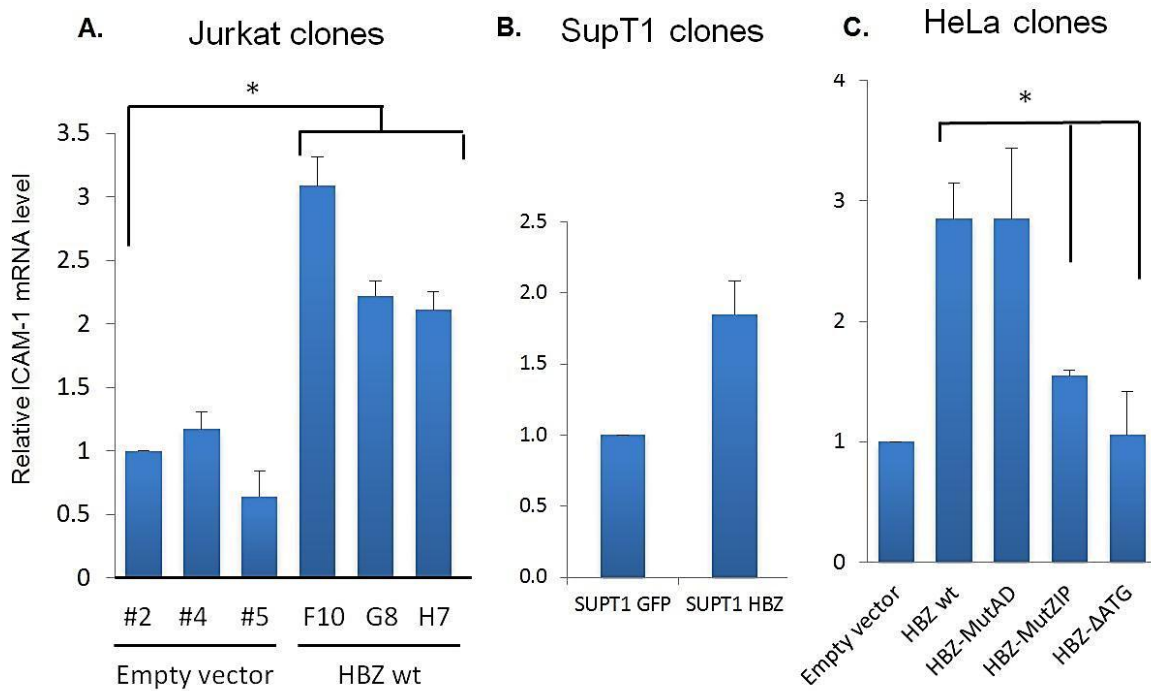 A.
Jurkat clones
*
Relative ICAM-1 mRNA level
3.5
3
2.5
2
1.5
1
0.5
0
#2 #4 #5 F10 G8 H7
Empty vector HBZ wt
B.
SupT1 clones
2.5
2.0
1.5
1.0
0.5
0.0
SUPT1 GFP SUPT1 HBZ
C.
HeLa clones
*
4
3
2
1
0
Empty vector
HBZ wt
HBZ-MutAD
HBZ-MutZIP
HBZ-ΔATG